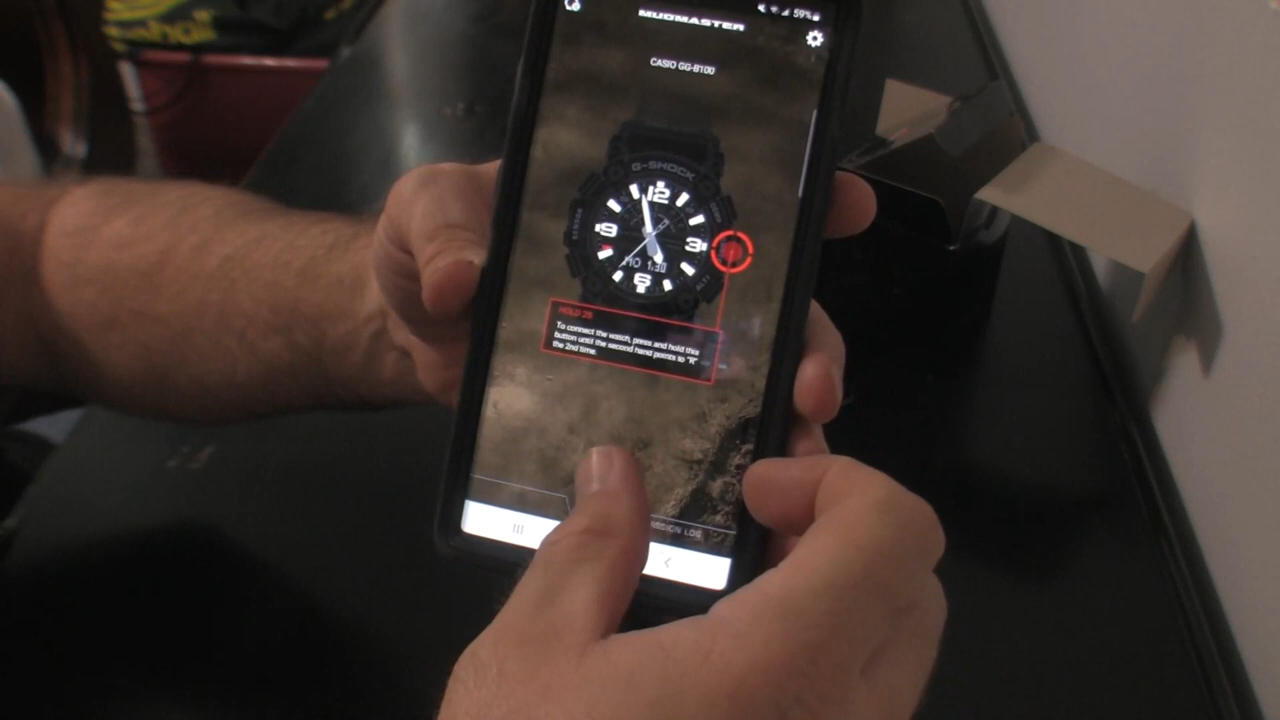 59%
MUDMASTER
CASIO GG-B100
G-SHOCK
12
9
3
6
HOLD 2S
To connect the watch, press and hold this
button until the second hand points to "R"
the 2nd time.
LOG